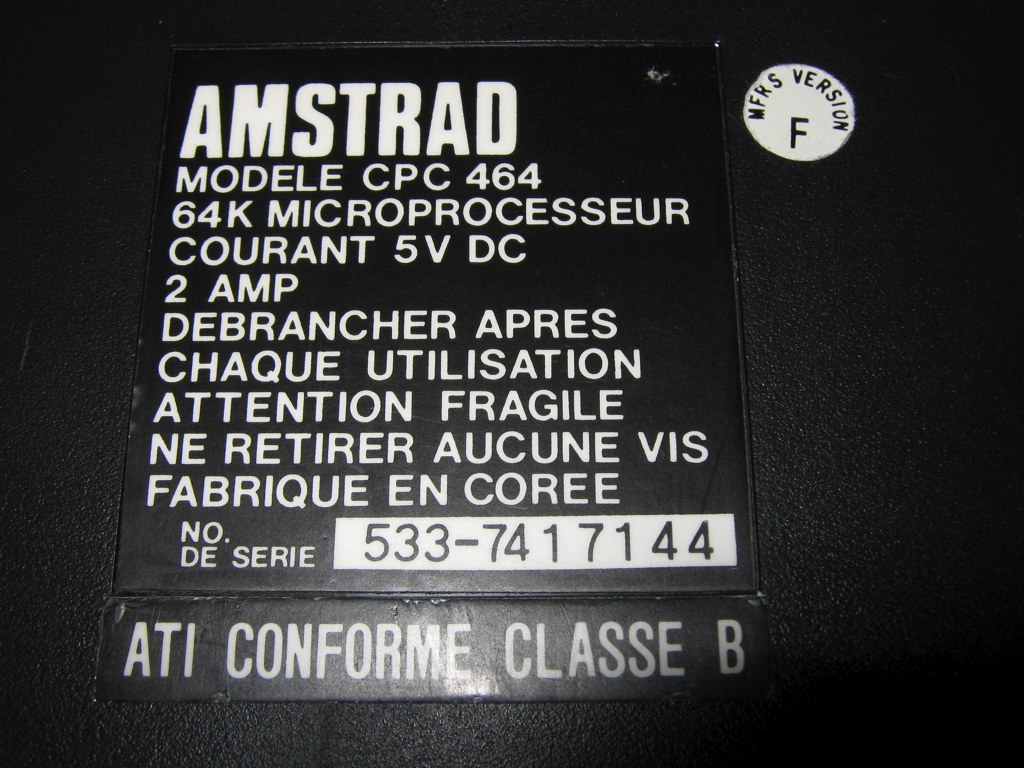 AMSTRAD
MODELE CPC 464
64K MICROPROCESSEUR
COURANT 5V DC
2 AMP
DEBRANCHER APRES
CHAQUE UTILISATION
ATTENTION FRAGILE
NE RETIRER AUCUNE VIS
FABRIQUE EN COREE
NO.
DE SERIE 533-7417144
ATI CONFORME CLASSE B
MFRS VERSION
F